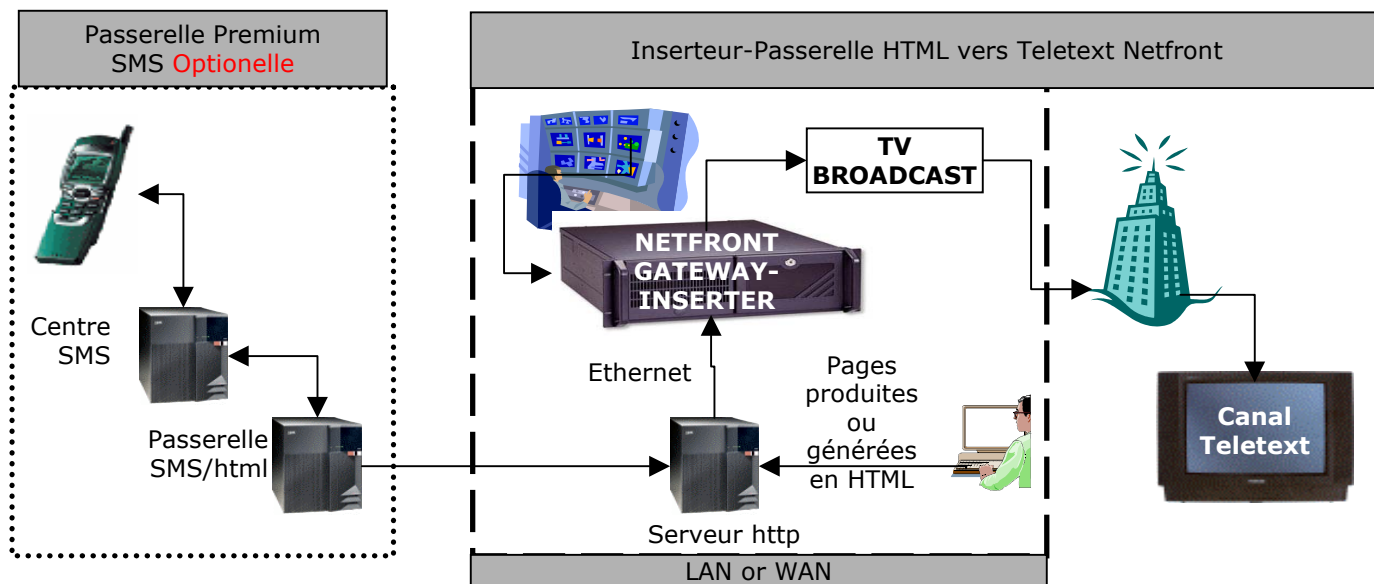 Passerelle Premium
SMS Optionelle
Inserteur-Passerelle HTML vers Teletext Netfront
TV
BROADCAST
NETFRONT
GATEWAY-
INSERTER
Centre
SMS
Ethernet
Pages
produites
ou
générées
en HTML
Canal
Teletext
Passerelle
SMS/html
Serveur http
LAN or WAN